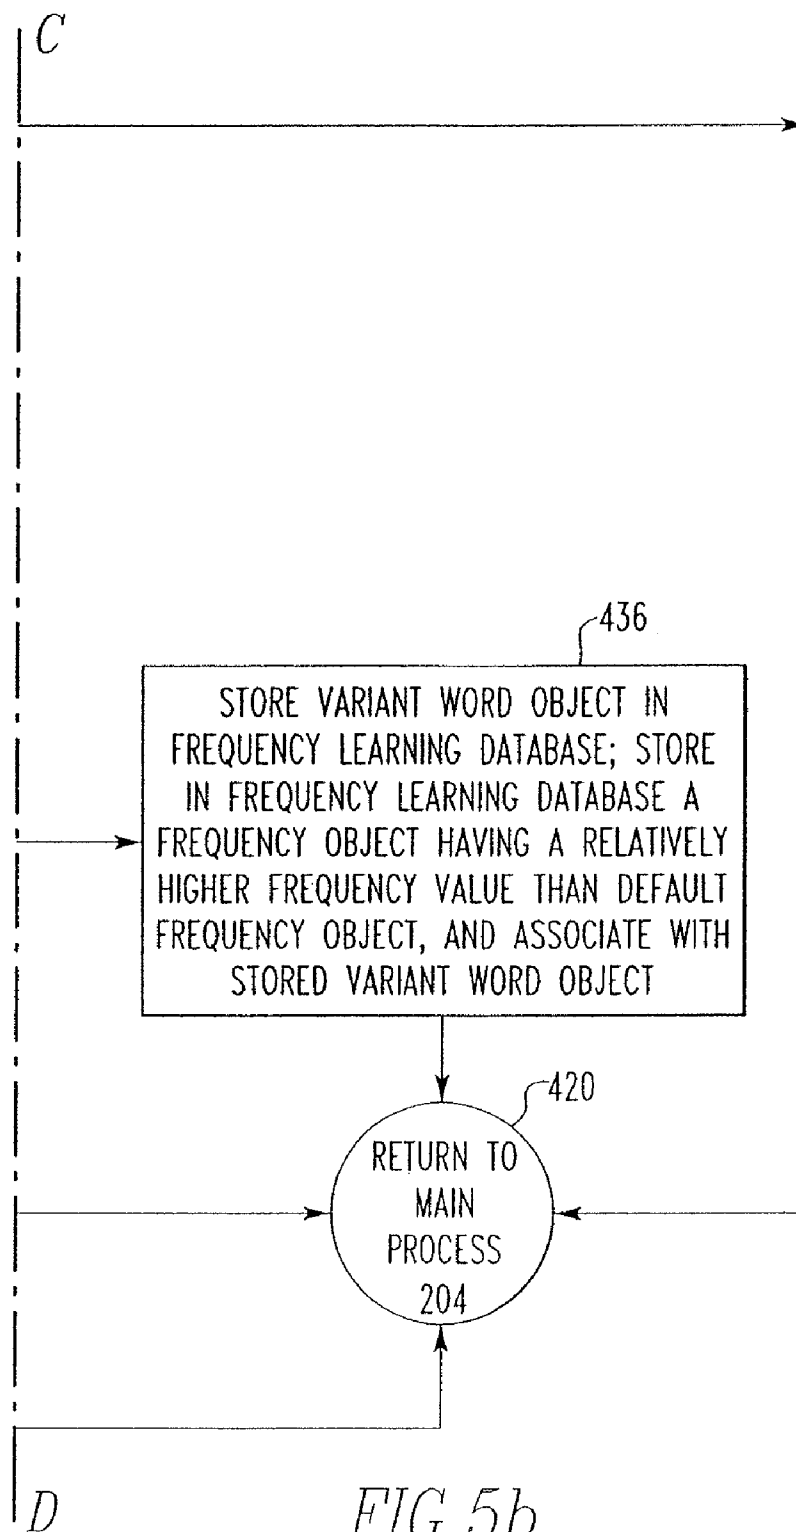 C
436
STORE VARIANT WORD OBJECT IN
FREQUENCY LEARNING DATABASE; STORE
IN FREQUENCY LEARNING DATABASE A
FREQUENCY OBJECT HAVING A RELATIVELY
HIGHER FREQUENCY VALUE THAN DEFAULT
FREQUENCY OBJECT, AND ASSOCIATE WITH
STORED VARIANT WORD OBJECT
420
RETURN TO
MAIN
PROCESS
204
D
FIG. 5b